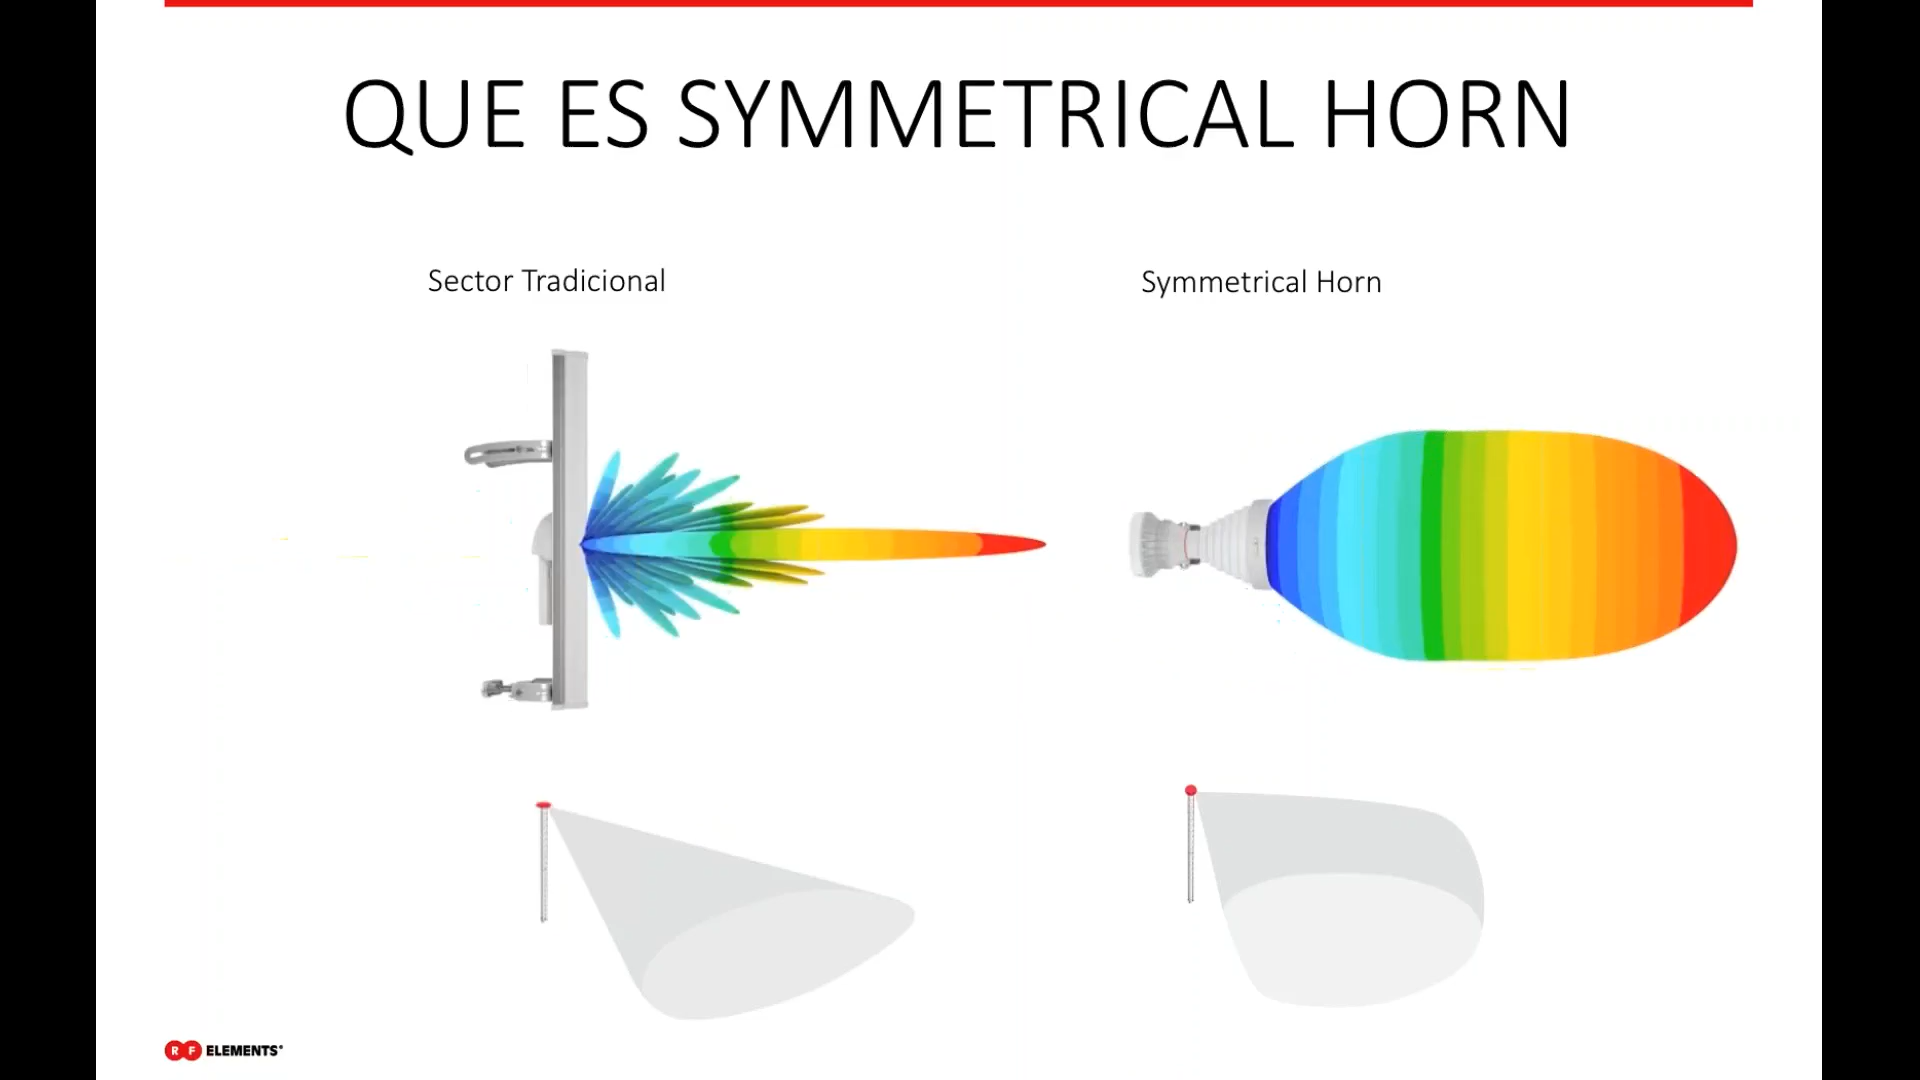 QUE ES SYMMETRICAL HORN
Sector Tradicional
Symmetrical Horn
RF ELEMENTS®